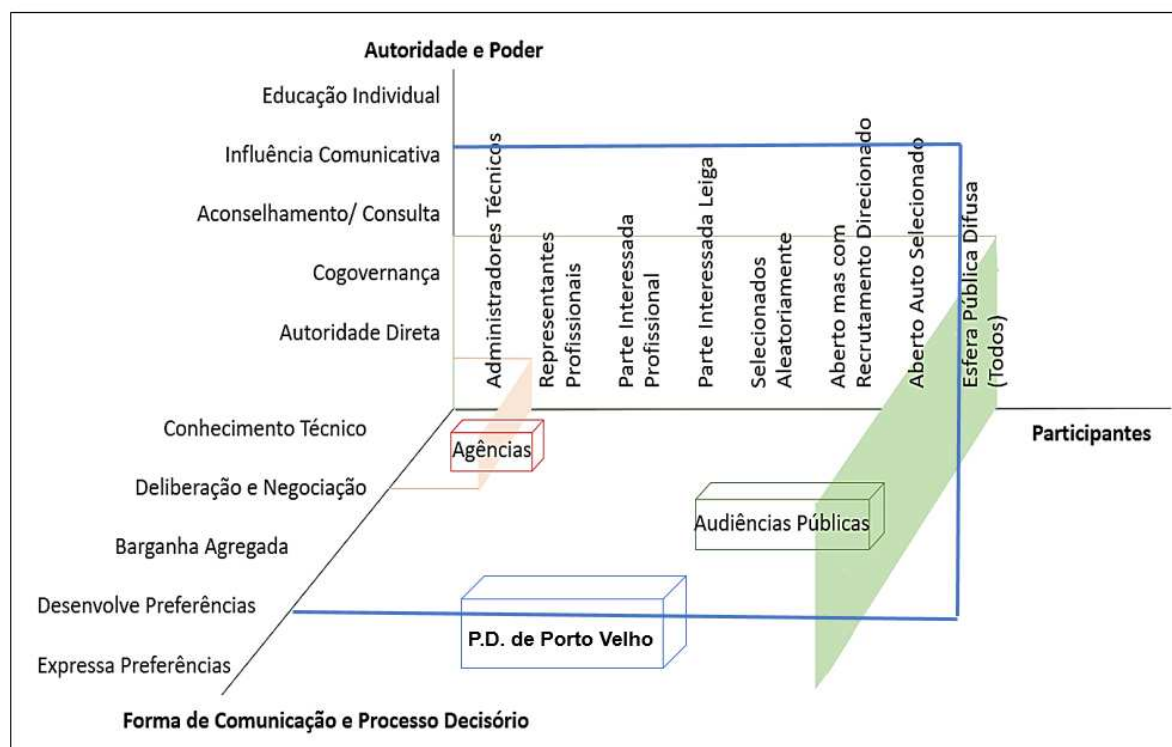 Autoridade e Poder
Educação Individual
Influência Comunicativa
Aconselhamento/ Consulta
Cogovernança
Autoridade Direta
Administradores Técnicos
Representantes
Profissionais
Parte Interessada
Profissional
Parte Interessada Leiga
Selecionados
Aleatoriamente
Aberto mas com
Recrutamento Direcionado
Aberto Auto Selecionado
Esfera Pública Difusa
(Todos)
Participantes
Conhecimento Técnico
Deliberação e Negociação
Barganha Agregada
Desenvolve Preferências
Expressa Preferências
Agências
Audiências Públicas
P.D. de Porto Velho
Forma de Comunicação e Processo Decisório